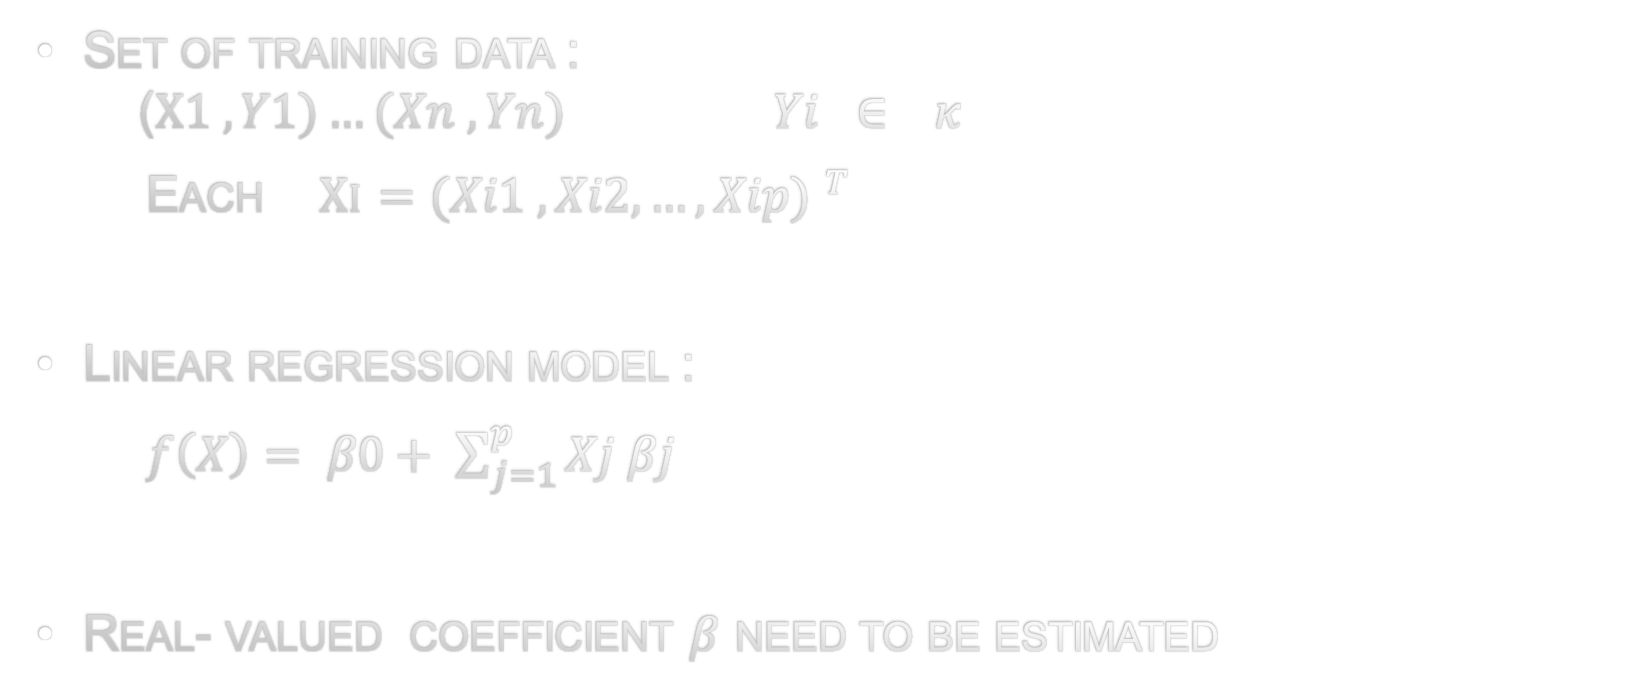 • SET OF TRAINING DATA :
(X1 ,Y1) … (Xn ,Yn) Yi ∈ κ
EACH XI = (Xi1 ,Xi2, … ,Xip) ᵀ
• LINEAR REGRESSION MODEL :
f(X) = β0 + ∑ᵖⱼ₌₁ Xj βj
• REAL- VALUED COEFFICIENT β NEED TO BE ESTIMATED